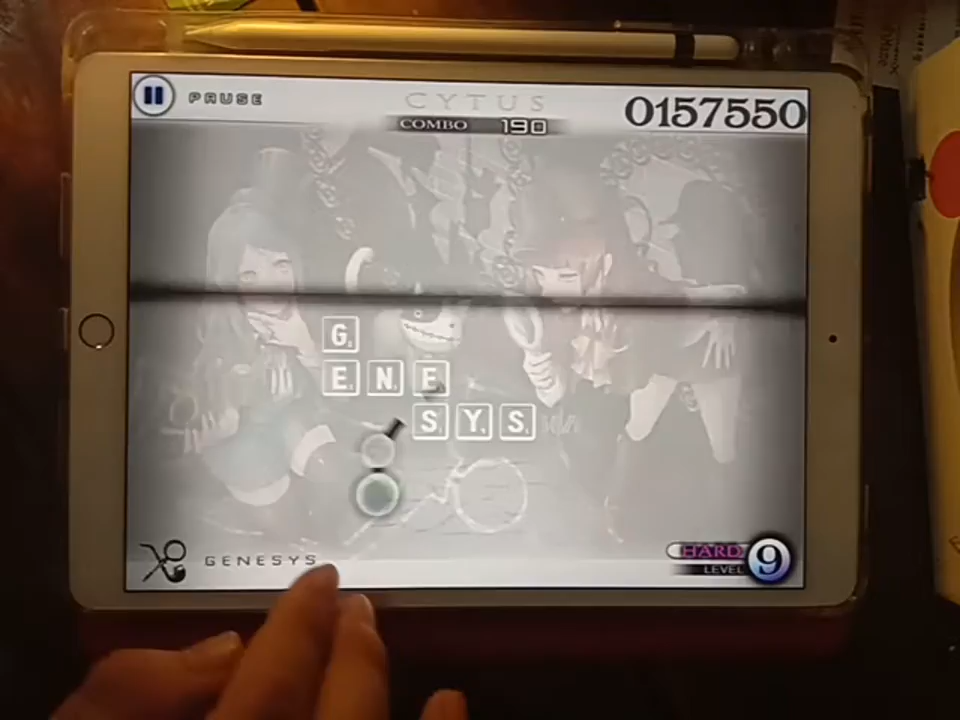 PAUSE
CYTUS
0157550
COMBO 190
G
ENE
SYS
GENESYS
HARD
LEVEL
9